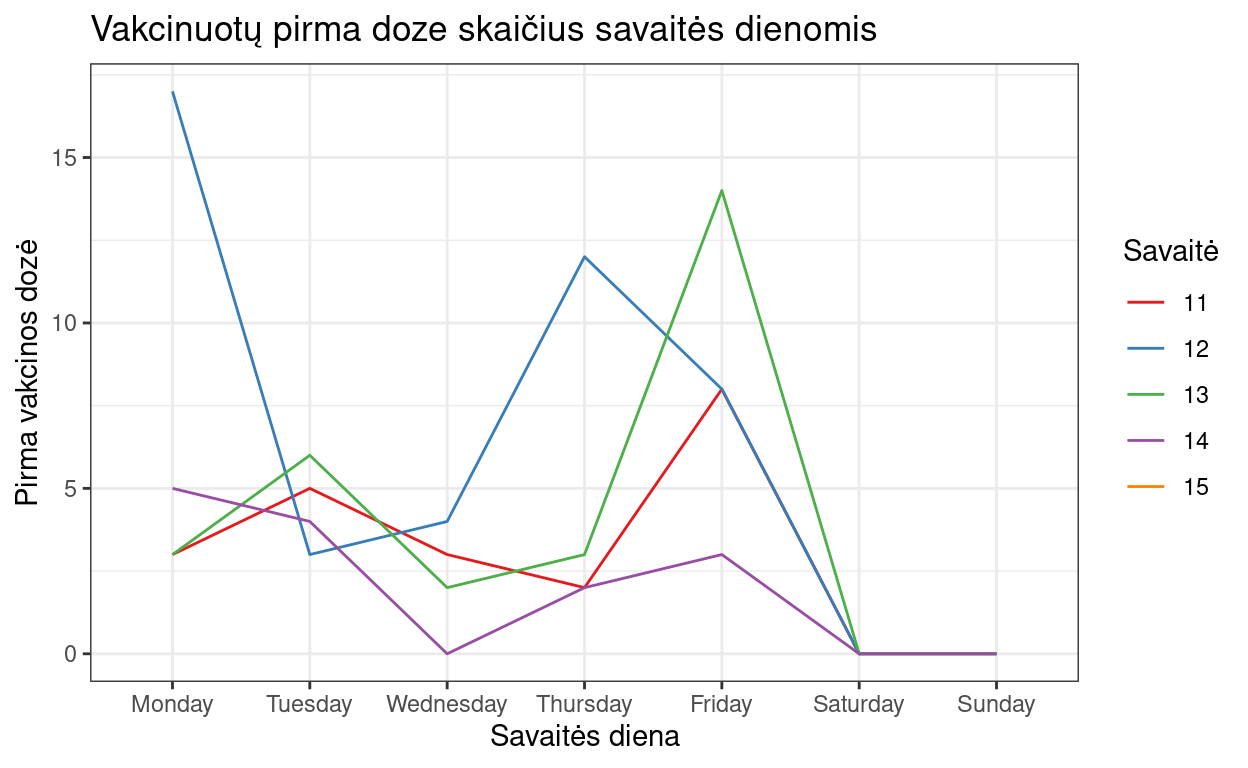 Vakcinuotų pirma doze skaičius savaitės dienomis
Pirma vakcinos dozė
15
10
5
0
Monday Tuesday Wednesday Thursday Friday Saturday Sunday
Savaitės diena
Savaitė
11
12
13
14
15